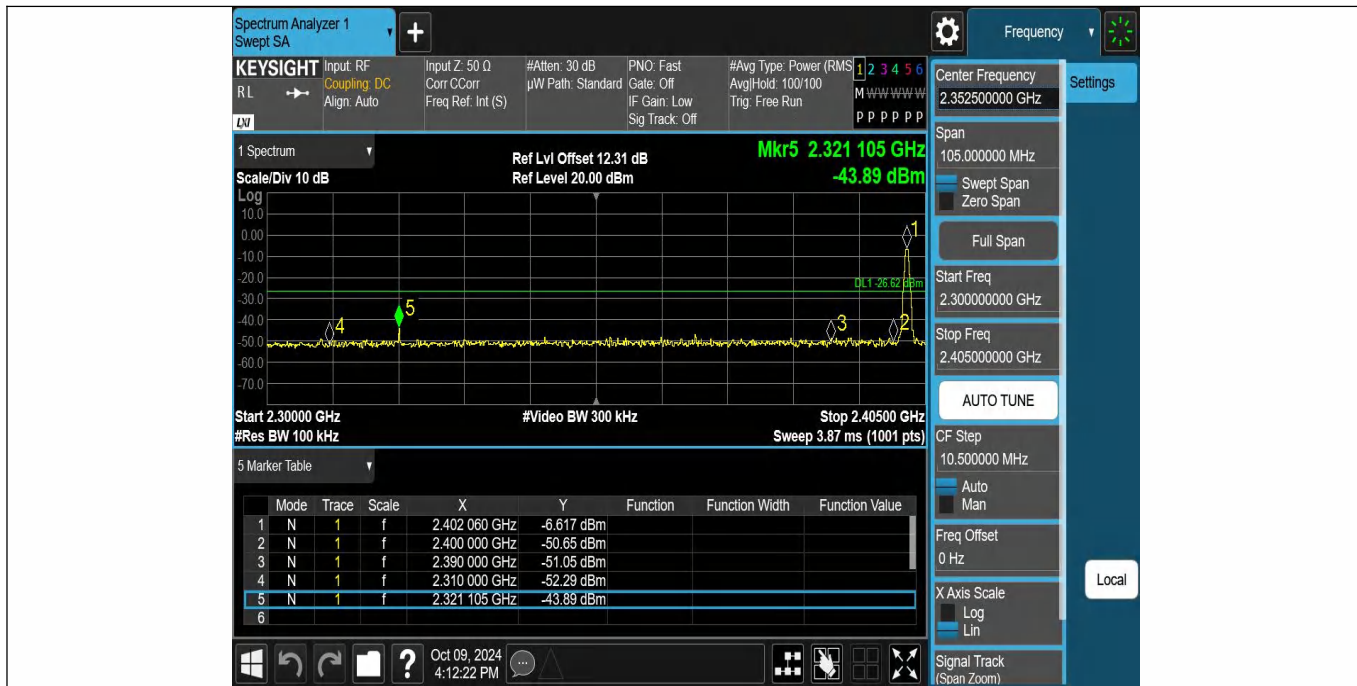 Spectrum Analyzer 1
Swept SA
+
Frequency
KEYSIGHT
RL
LXI
Input: RF
Coupling: DC
Align: Auto
Input Z: 50 Ω
Corr CCorr
Freq Ref: Int (S)
#Atten: 30 dB
µW Path: Standard
PNO: Fast
Gate: Off
IF Gain: Low
Sig Track: Off
#Avg Type: Power (RMS
Avg|Hold: 100/100
Trig: Free Run
1 2 3 4 5 6
M W W W W W
P P P P P P
Center Frequency
2.352500000 GHz
Settings
1 Spectrum
Scale/Div 10 dB
Ref Lvl Offset 12.31 dB
Ref Level 20.00 dBm
Mkr5 2.321 105 GHz
-43.89 dBm
Log
10.0
0.00
-10.0
-20.0
-30.0
-40.0
-50.0
-60.0
-70.0
1
DL1 -26.62 dBm
5
4
3
2
Start 2.30000 GHz
#Video BW 300 kHz
Stop 2.40500 GHz
#Res BW 100 kHz
Sweep 3.87 ms (1001 pts)
Span
105.000000 MHz
Swept Span
Zero Span
Full Span
Start Freq
2.300000000 GHz
Stop Freq
2.405000000 GHz
AUTO TUNE
CF Step
10.500000 MHz
Auto
Man
Freq Offset
0 Hz
X Axis Scale
Log
Lin
Signal Track
(Span Zoom)
Local
5 Marker Table
Mode Trace Scale X Y Function Function Width Function Value
1 N 1 f 2.402 060 GHz -6.617 dBm
2 N 1 f 2.400 000 GHz -50.65 dBm
3 N 1 f 2.390 000 GHz -51.05 dBm
4 N 1 f 2.310 000 GHz -52.29 dBm
5 N 1 f 2.321 105 GHz -43.89 dBm
6
?
Oct 09, 2024
4:12:22 PM